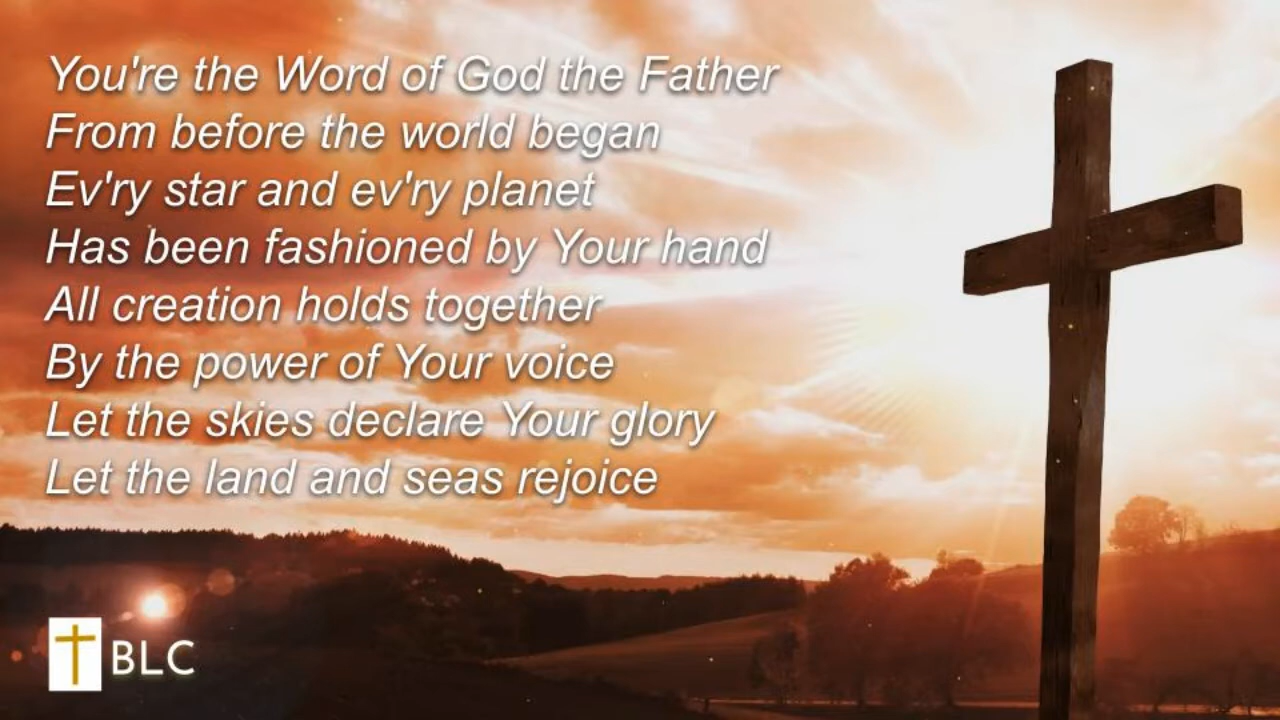 You're the Word of God the Father
From before the world began
Ev'ry star and ev'ry planet
Has been fashioned by Your hand
All creation holds together
By the power of Your voice
Let the skies declare Your glory
Let the land and seas rejoice
BLC